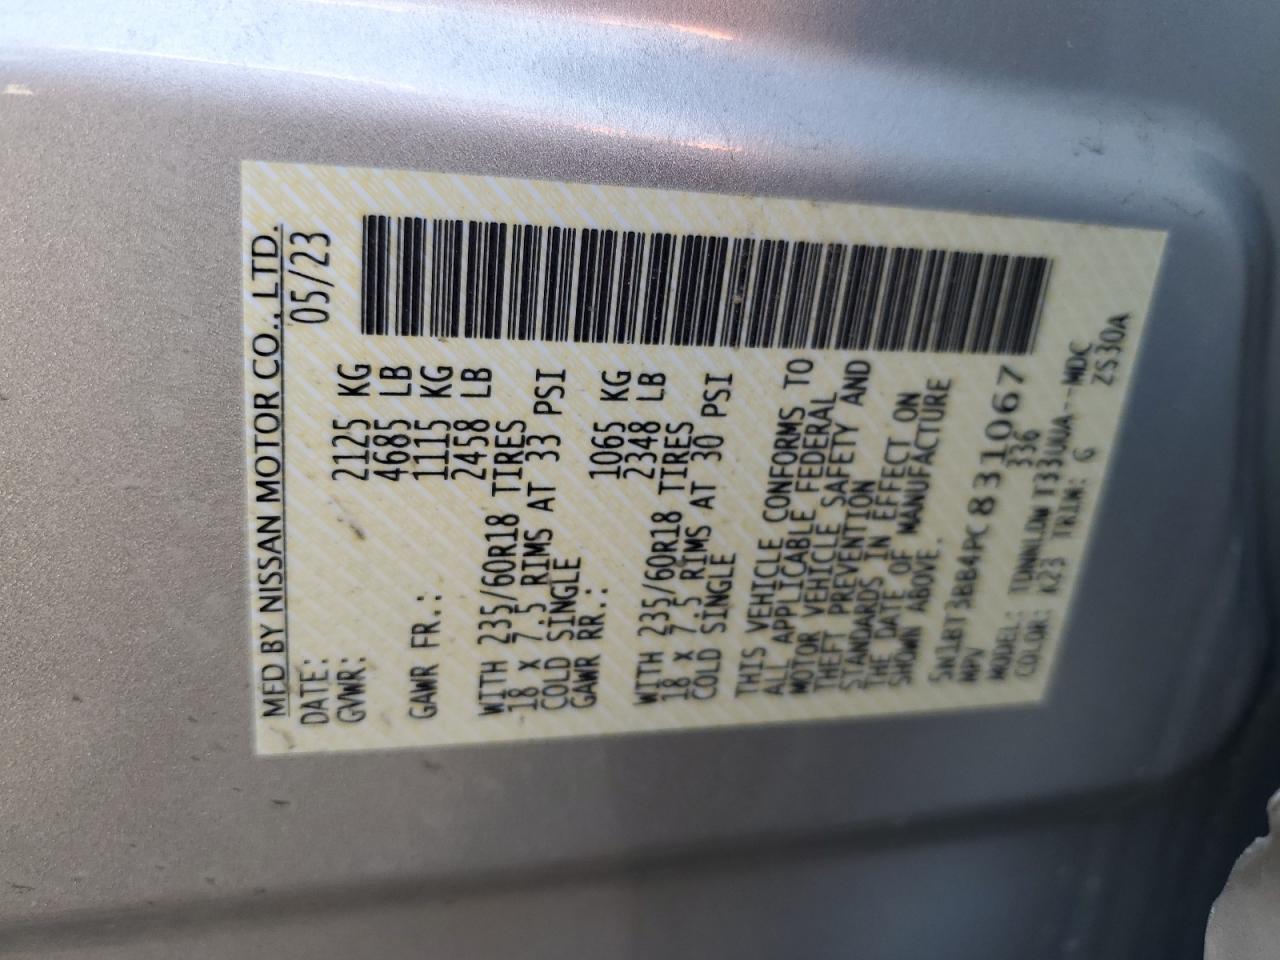 MFD BY NISSAN MOTOR CO., LTD.
DATE: 05/23
GVWR: 2125 KG
4685 LB
GAWR FR.: 1115 KG
2458 LB
WITH 235/60R18 TIRES
18 x 7.5 RIMS AT 33 PSI
COLD SINGLE
GAWR RR.: 1065 KG
2348 LB
WITH 235/60R18 TIRES
18 x 7.5 RIMS AT 30 PSI
COLD SINGLE
THIS VEHICLE CONFORMS TO
ALL APPLICABLE FEDERAL
MOTOR VEHICLE SAFETY AND
THEFT PREVENTION
STANDARDS IN EFFECT ON
THE DATE OF MANUFACTURE
SHOWN ABOVE.
5N1BT3BB4PC831067
MPV 336
MODEL: --MDC
COLOR: K23 TRIM: G ZS30A